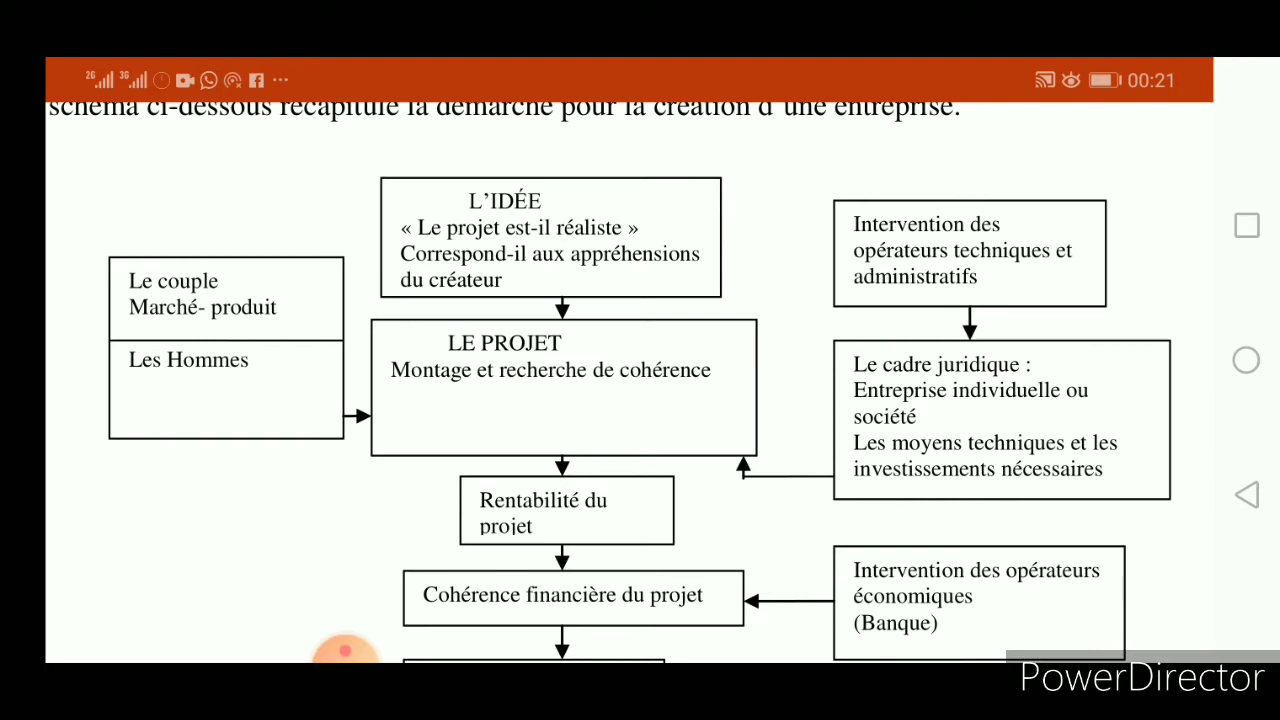 2G 3G 00:21
schéma ci-dessous récapitule la démarche pour la création d'une entreprise.
L'IDÉE
« Le projet est-il réaliste »
Correspond-il aux appréhensions
du créateur
Intervention des
opérateurs techniques et
administratifs
Le couple
Marché- produit
Les Hommes
LE PROJET
Montage et recherche de cohérence
Le cadre juridique :
Entreprise individuelle ou
société
Les moyens techniques et les
investissements nécessaires
Rentabilité du
projet
Cohérence financière du projet
Intervention des opérateurs
économiques
(Banque)
PowerDirector